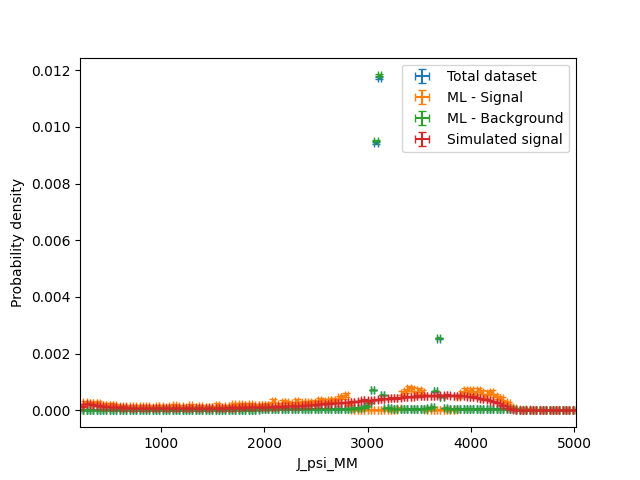 0.012
0.010
0.008
0.006
0.004
0.002
0.000
Probability density
Total dataset
ML - Signal
ML - Background
Simulated signal
1000
2000
3000
4000
5000
J_psi_MM